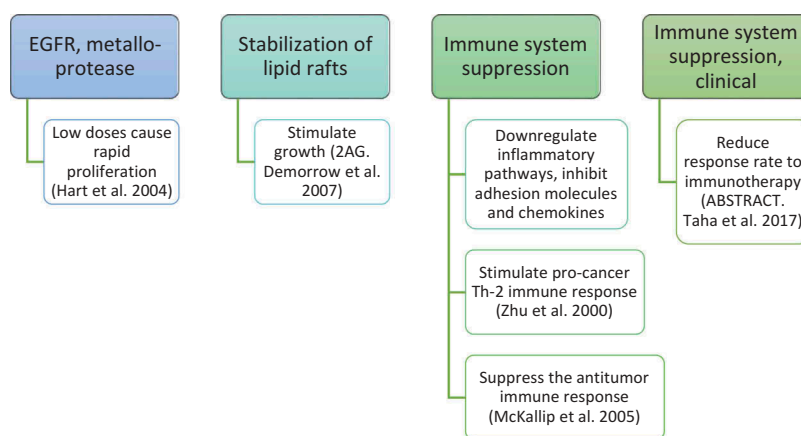 EGFR, metallo-
protease
Low doses cause
rapid
proliferation
(Hart et al. 2004)
Stabilization of
lipid rafts
Stimulate
growth (2AG.
Demorrow et al.
2007)
Immune system
suppression
Downregulate
inflammatory
pathways, inhibit
adhesion molecules
and chemokines
Stimulate pro-cancer
Th-2 immune response
(Zhu et al. 2000)
Suppress the antitumor
immune response
(McKallip et al. 2005)
Immune system
suppression,
clinical
Reduce
response rate to
immunotherapy
(ABSTRACT.
Taha et al. 2017)